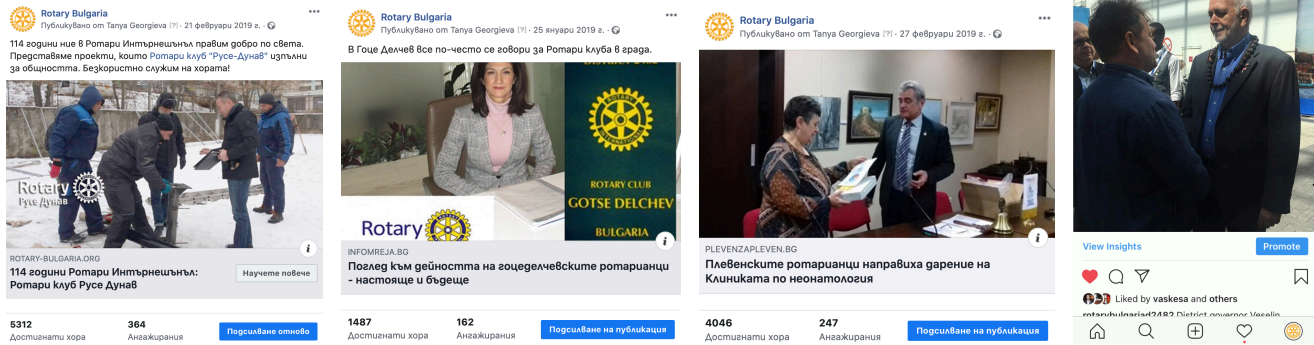 Rotary Bulgaria
Публикувано от Tanya Georgieva [?] · 21 февруари 2019 г. ·
114 години ние в Ротари Интърнешънъл правим добро по света.
Представяме проекти, които Ротари клуб "Русе-Дунав" изпълни
за общността. Безкористно служим на хората!
Rotary
Русе Дунав
ROTARY-BULGARIA.ORG
114 години Ротари Интърнешънъл:
Ротари клуб Русе Дунав
Научете повече
5312
Достигнати хора
364
Ангажирания
Подсилване отново
Rotary Bulgaria
Публикувано от Tanya Georgieva [?] · 25 януари 2019 г. ·
В Гоце Делчев все по-често се говори за Ротари клуба в града.
ROTARY CLUB
GOTSE DELCHEV
BULGARIA
Rotary
INFOMREJA.BG
Поглед към дейността на гоцеделчевските ротарианци
- настояще и бъдеще
1487
Достигнати хора
162
Ангажирания
Подсилване на публикация
Rotary Bulgaria
Публикувано от Tanya Georgieva [?] · 27 февруари 2019 г. ·
PLEVENZAPLEVEN.BG
Плевенските ротарианци направиха дарение на
Клиниката по неонатология
4046
Достигнати хора
247
Ангажирания
Подсилване на публикация
View Insights
Promote
Liked by vaskesa and others
rotarybulgariad2482 District governor Veselin